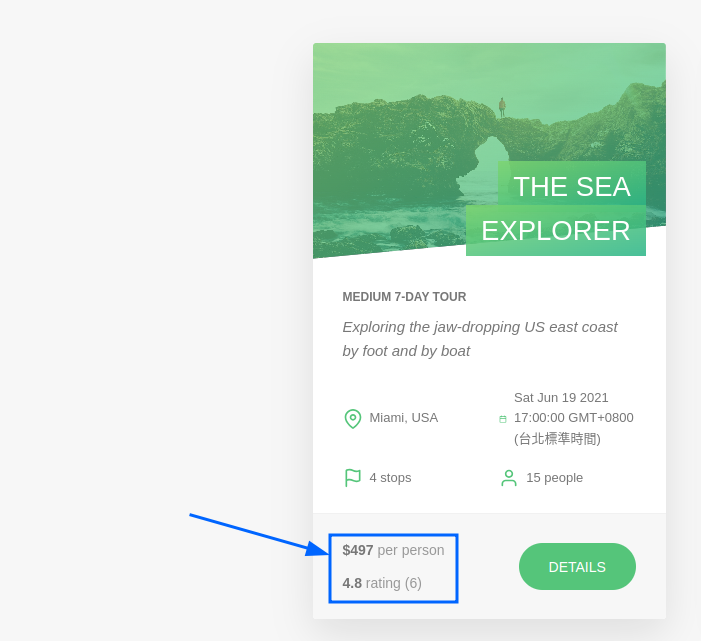 THE SEA
EXPLORER
MEDIUM 7-DAY TOUR
Exploring the jaw-dropping US east coast
by foot and by boat
Miami, USA
Sat Jun 19 2021
17:00:00 GMT+0800
(台北標準時間)
4 stops
15 people
$497 per person
4.8 rating (6)
DETAILS